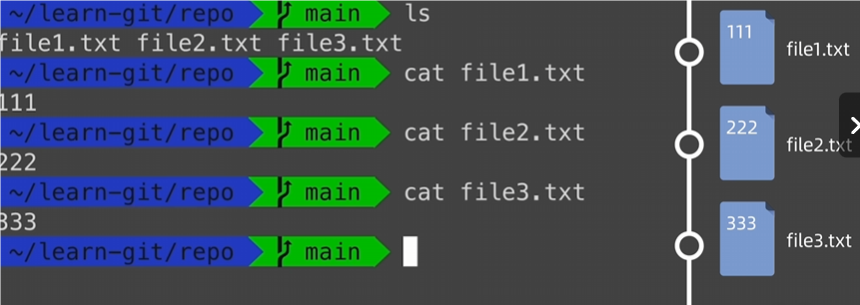 ~/learn-git/repo main ls
file1.txt file2.txt file3.txt
~/learn-git/repo main cat file1.txt
111
~/learn-git/repo main cat file2.txt
222
~/learn-git/repo main cat file3.txt
333
~/learn-git/repo main
111
file1.txt
222
file2.txt
333
file3.txt